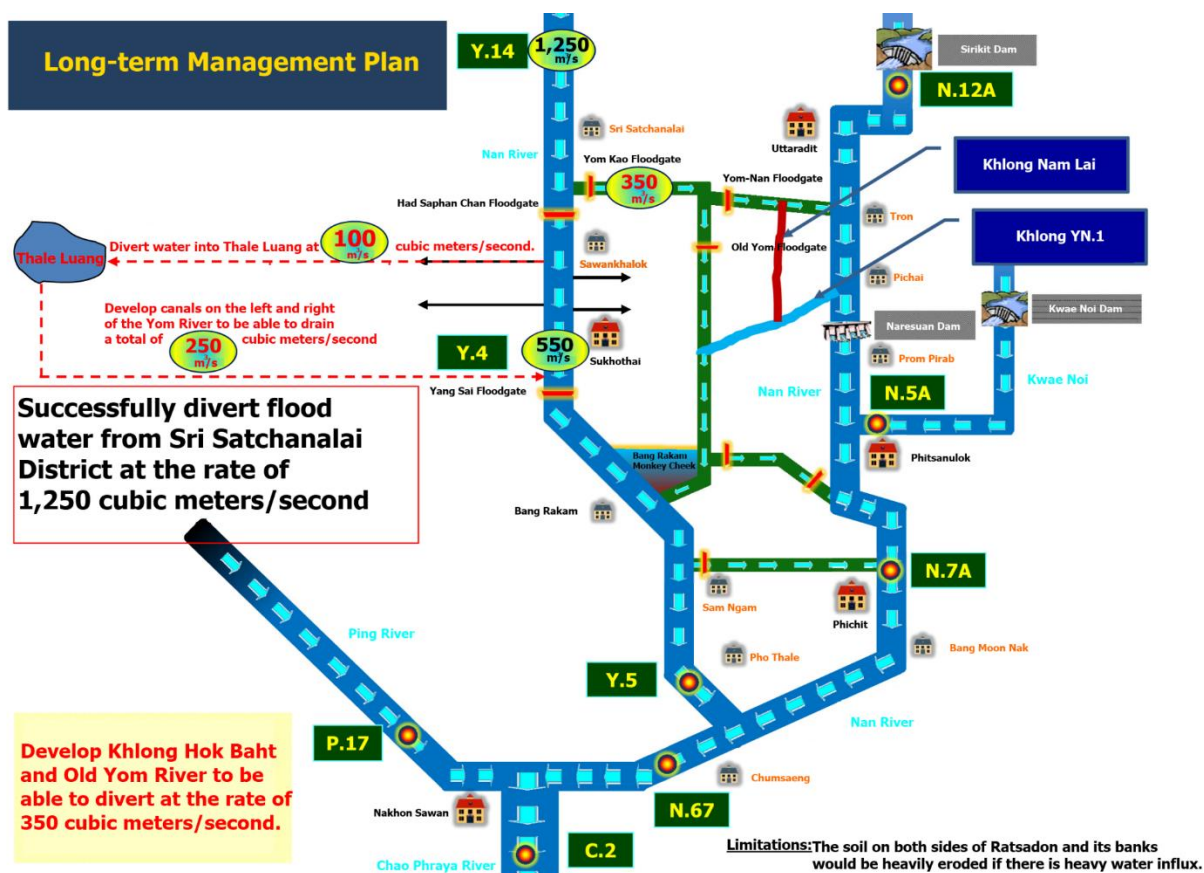 Long-term Management Plan
Y.14
1,250
m³/s
Sirikit Dam
N.12A
Sri Satchanalai
Uttaradit
Nan River
Yom Kao Floodgate
350
m³/s
Yom-Nan Floodgate
Khlong Nam Lai
Had Saphan Chan Floodgate
Tron
Old Yom Floodgate
Khlong YN.1
Thale Luang
Divert water into Thale Luang at
100
m³/s
cubic meters/second.
Sawankhalok
Pichai
Develop canals on the left and right
of the Yom River to be able to drain
a total of
250
m³/s
cubic meters/second
Y.4
550
m³/s
Sukhothai
Naresuan Dam
Kwae Noi Dam
Prom Pirab
Yang Sai Floodgate
Nan River
N.5A
Kwae Noi
Successfully divert flood
water from Sri Satchanalai
District at the rate of
1,250 cubic meters/second
Bang Rakam
Monkey Cheek
Phitsanulok
Bang Rakam
N.7A
Sam Ngam
Phichit
Ping River
Pho Thale
Bang Moon Nak
Y.5
Nan River
P.17
Develop Khlong Hok Baht
and Old Yom River to be
able to divert at the rate of
350 cubic meters/second.
Chumsaeng
Nakhon Sawan
N.67
C.2
Chao Phraya River
Limitations:The soil on both sides of Ratsadon and its banks
would be heavily eroded if there is heavy water influx.